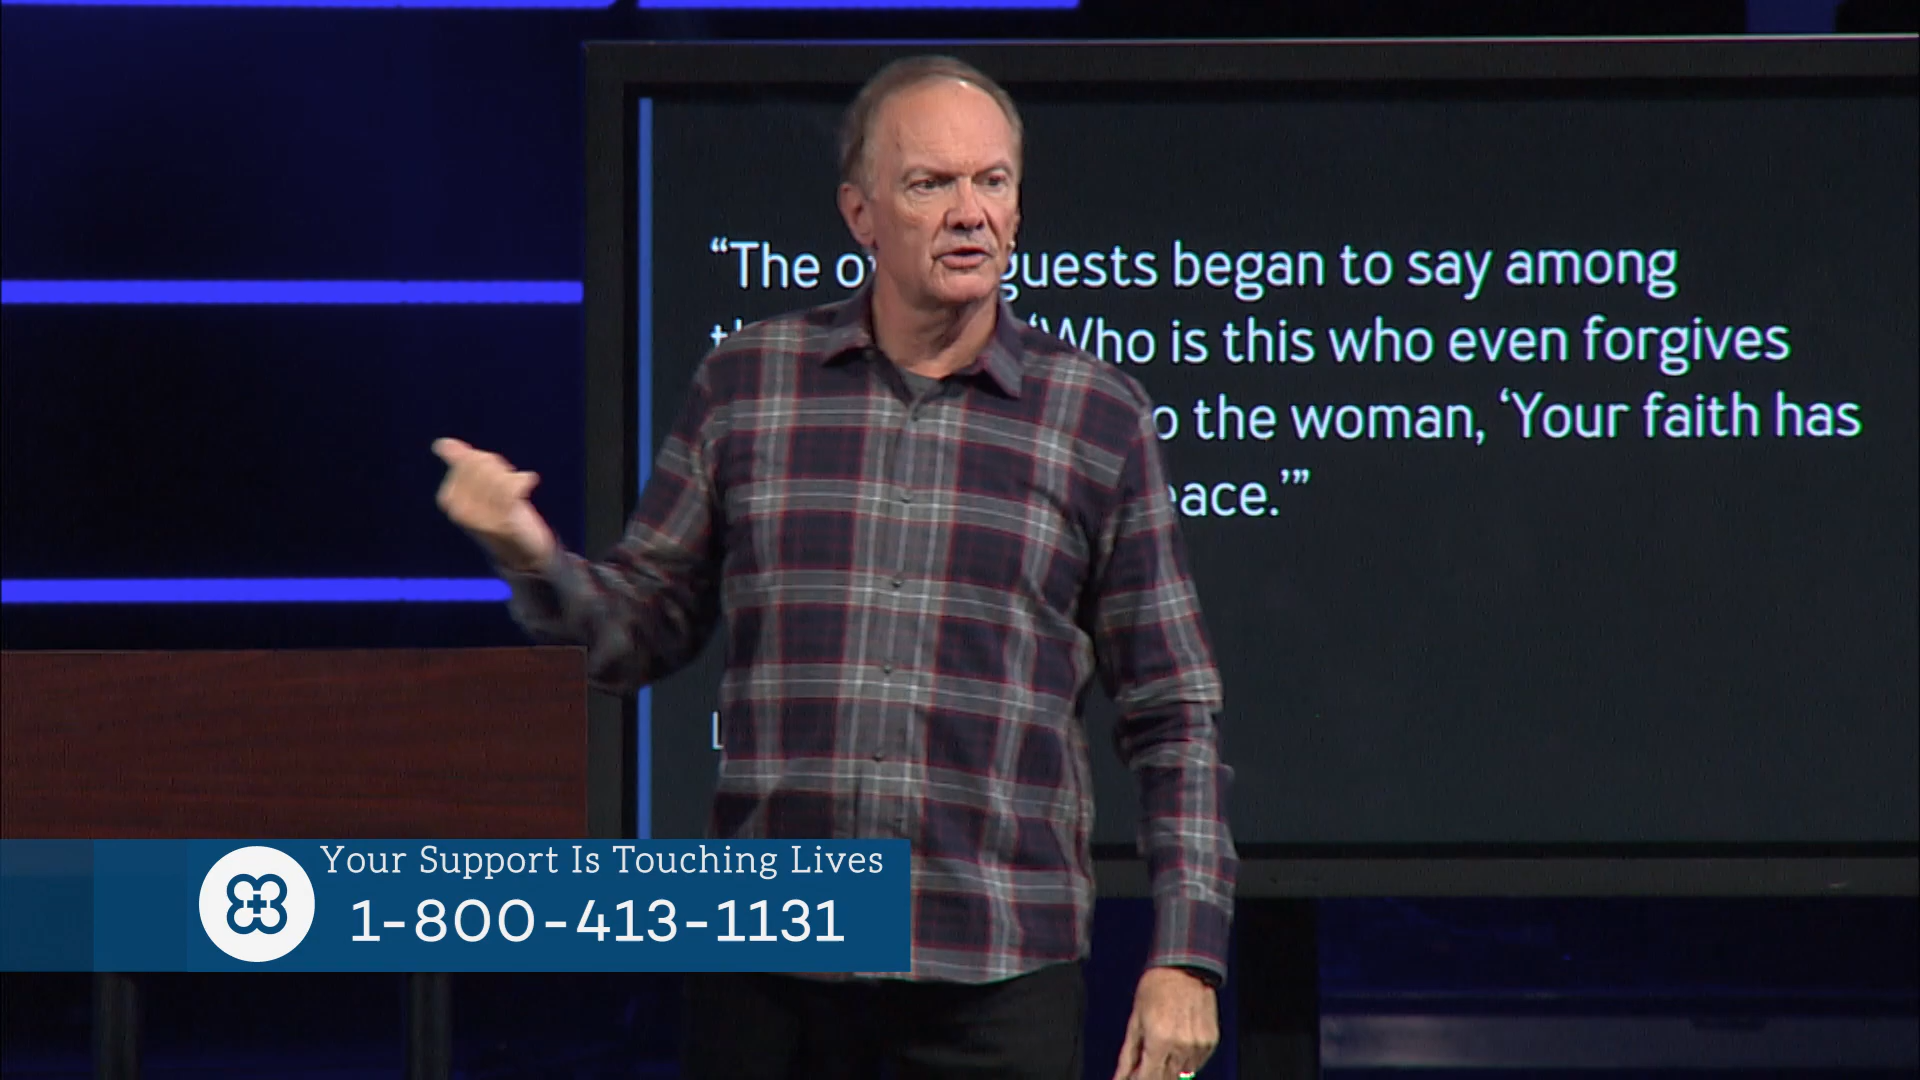 “The guests began to say among
‘Who is this who even forgives
the woman, ‘Your faith has
L
Your Support Is Touching Lives
1-800-413-1131